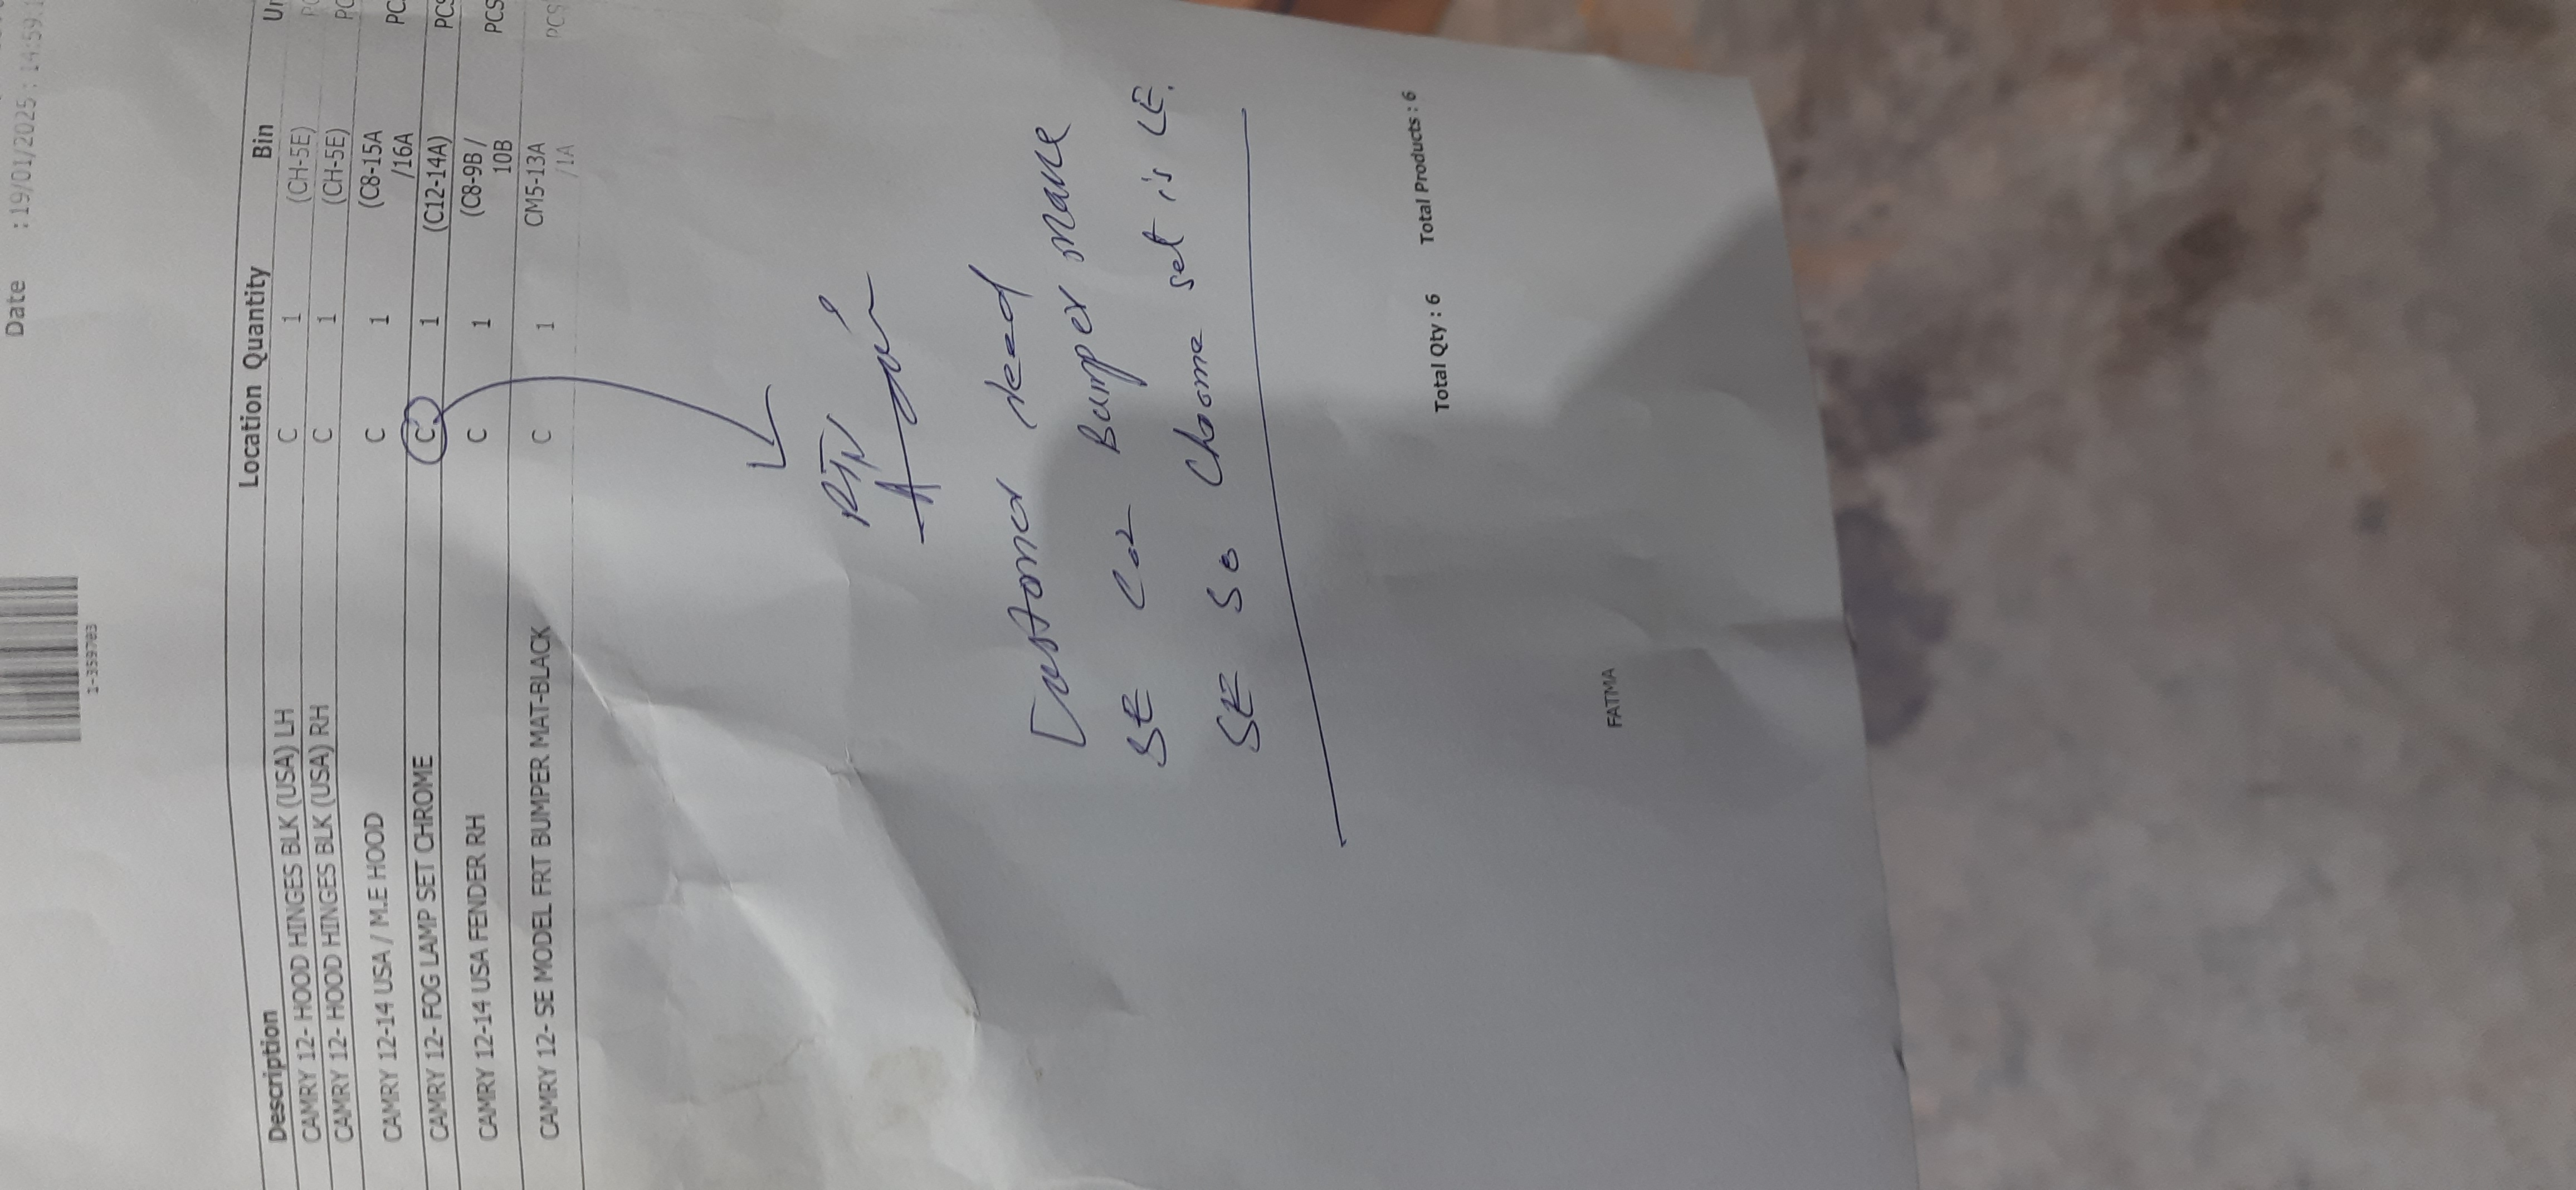 Date : 19/01/2025 : 14:59:
1-359703
Description Location Quantity Bin
CAMRY 12- HOOD HINGES BLK (USA) LH C 1 (CH-5E)
CAMRY 12- HOOD HINGES BLK (USA) RH C 1 (CH-5E)
CAMRY 12-14 USA / M.E HOOD C 1 (C8-15A
/16A
CAMRY 12- FOG LAMP SET CHROME C 1 (C12-14A) PCS
CAMRY 12-14 USA FENDER RH C 1 (C8-9B / PCS
10B
CAMRY 12- SE MODEL FRT BUMPER MAT-BLACK C 1 CM5-13A PCS
/1A
RTN
Customer Need
SE Bumper
SE So Choome set is LE.
Total Qty : 6 Total Products : 6
FATMA